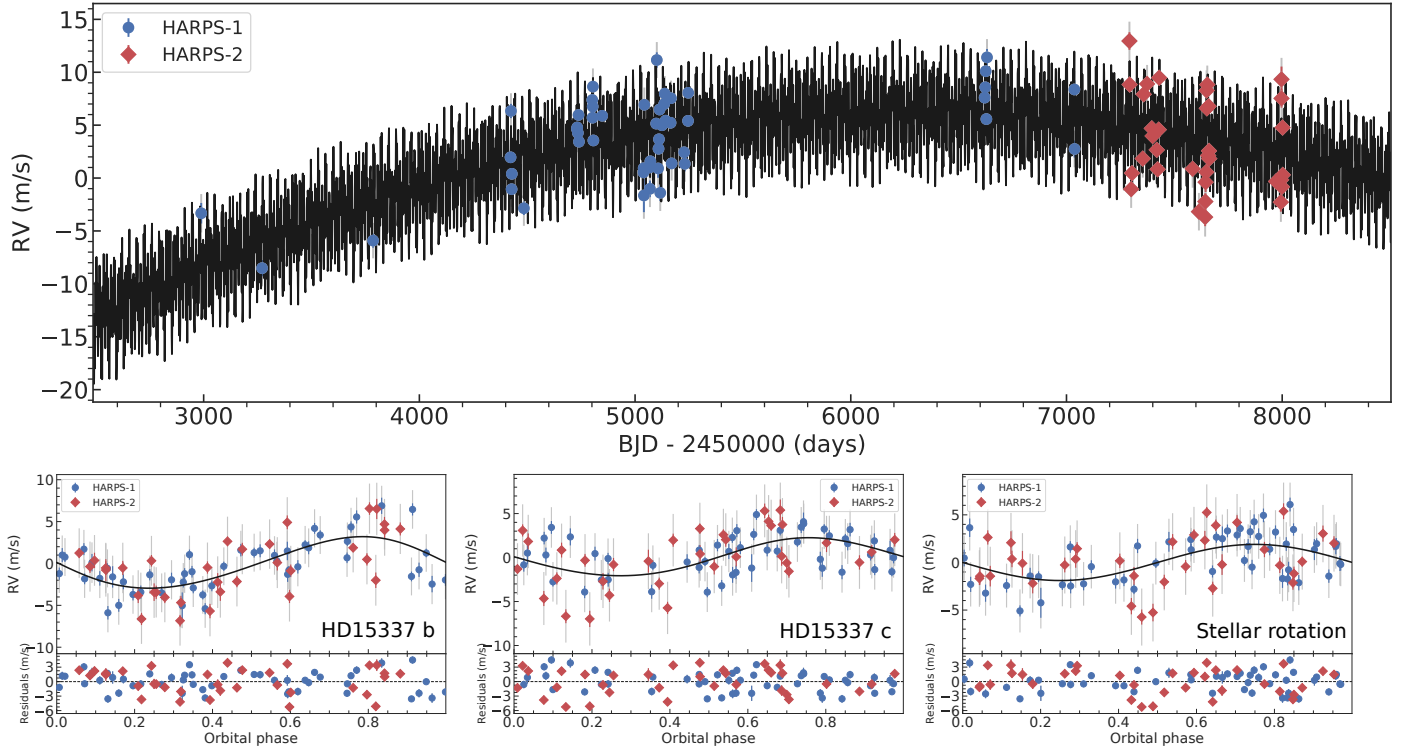 15
10
5
0
−5
−10
−15
−20
RV (m/s)
HARPS-1
HARPS-2
3000 4000 5000 6000 7000 8000
BJD - 2450000 (days)
10
5
0
−5
−10
RV (m/s)
HARPS-1
HARPS-2
HD15337 b
3
0
−3
−6
Residuals (m/s)
0.0 0.2 0.4 0.6 0.8
Orbital phase
5
0
−5
−10
RV (m/s)
HARPS-1
HARPS-2
HD15337 c
3
0
−3
−6
Residuals (m/s)
0.0 0.2 0.4 0.6 0.8
Orbital phase
5
0
−5
RV (m/s)
HARPS-1
HARPS-2
Stellar rotation
3
0
−3
−6
Residuals (m/s)
0.0 0.2 0.4 0.6 0.8
Orbital phase